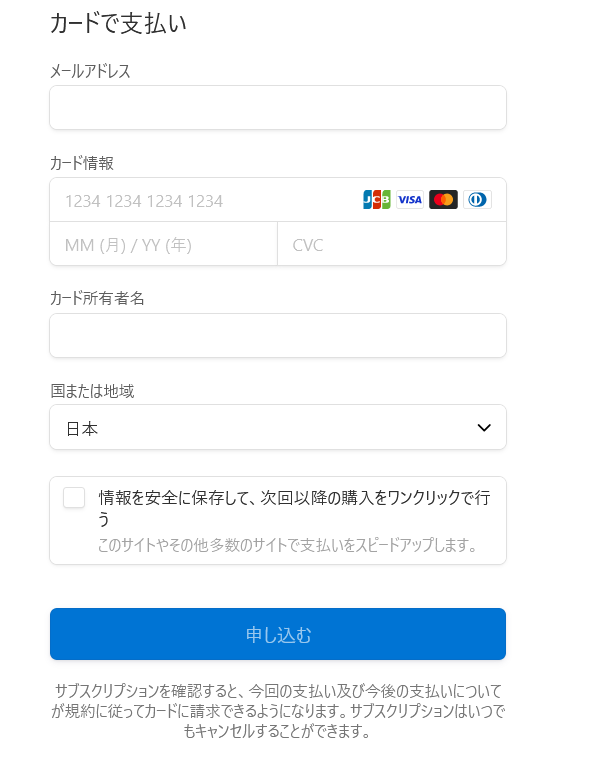 カードで支払い
メールアドレス
カード情報
1234 1234 1234 1234 JCB VISA
MM (月) / YY (年) CVC
カード所有者名
国または地域
日本
情報を安全に保存して、次回以降の購入をワンクリックで行
う
このサイトやその他多数のサイトで支払いをスピードアップします。
申し込む
サブスクリプションを確認すると、今回の支払い及び今後の支払いについて
が規約に従ってカードに請求できるようになります。サブスクリプションはいつで
もキャンセルすることができます。